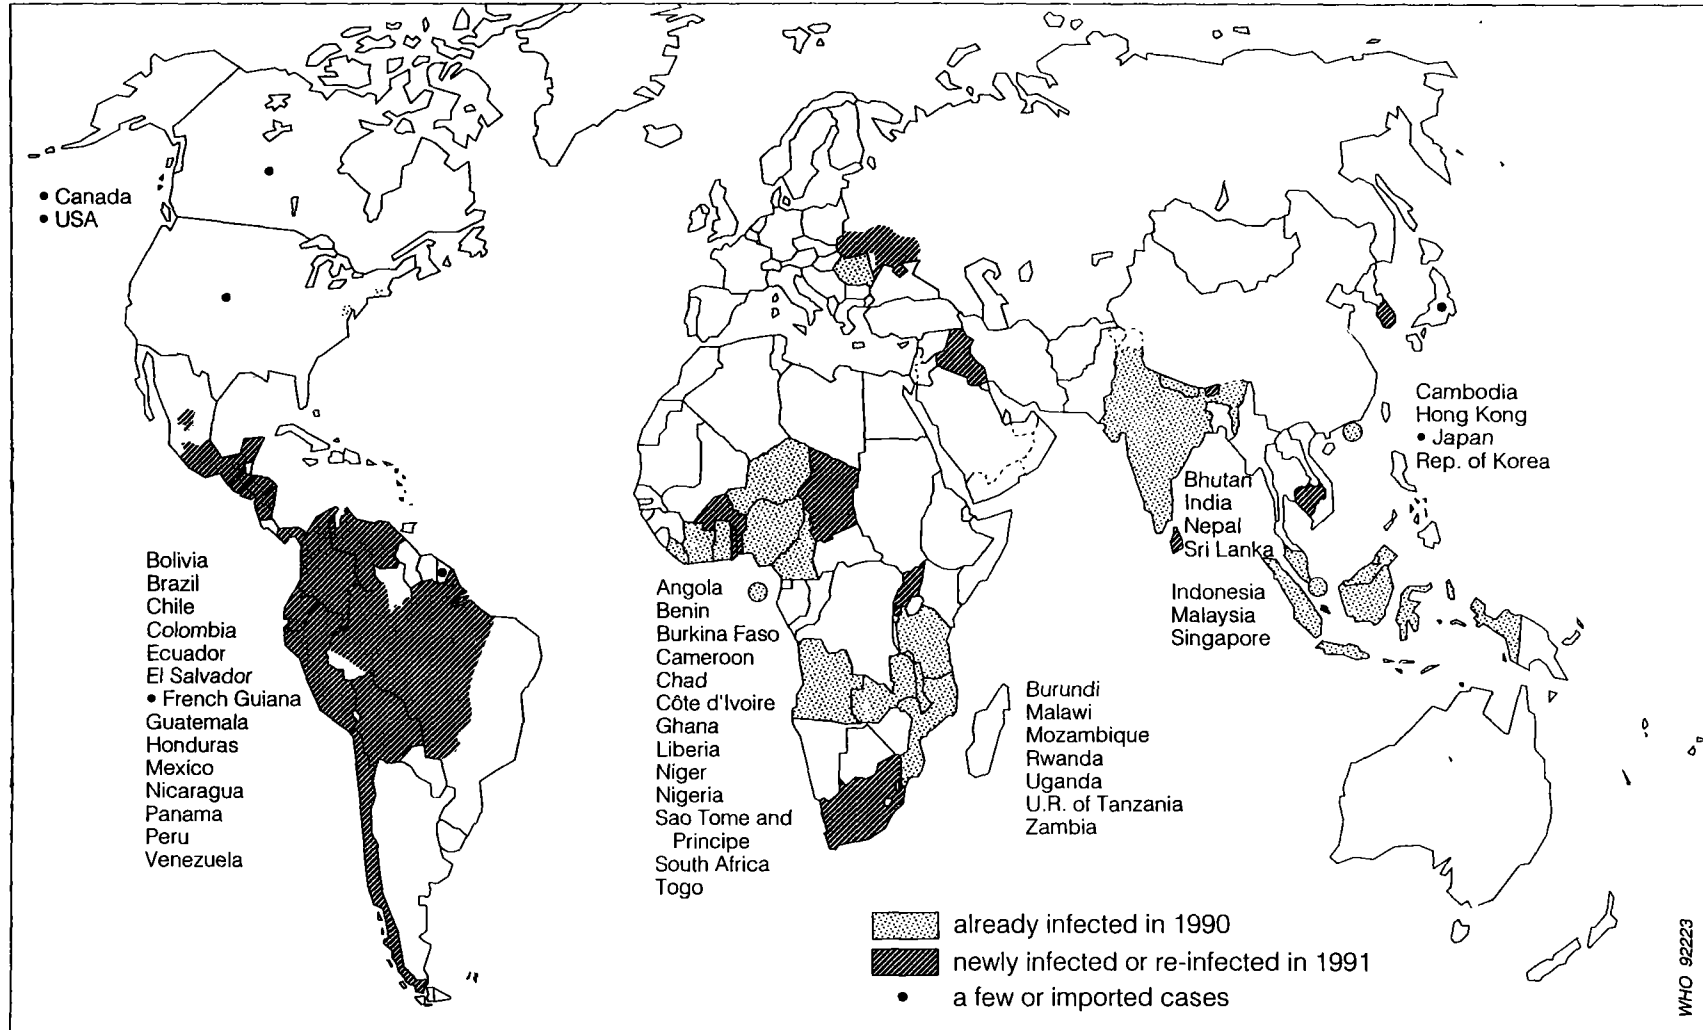 • Canada
• USA
Bolivia
Brazil
Chile
Colombia
Ecuador
El Salvador
• French Guiana
Guatemala
Honduras
Mexico
Nicaragua
Panama
Peru
Venezuela
Angola
Benin
Burkina Faso
Cameroon
Chad
Côte d'Ivoire
Ghana
Liberia
Niger
Nigeria
Sao Tome and
Principe
South Africa
Togo
Burundi
Malawi
Mozambique
Rwanda
Uganda
U.R. of Tanzania
Zambia
Bhutan
India
Nepal
Sri Lanka
Indonesia
Malaysia
Singapore
Cambodia
Hong Kong
• Japan
Rep. of Korea
already infected in 1990
newly infected or re-infected in 1991
• a few or imported cases
WHO 92223